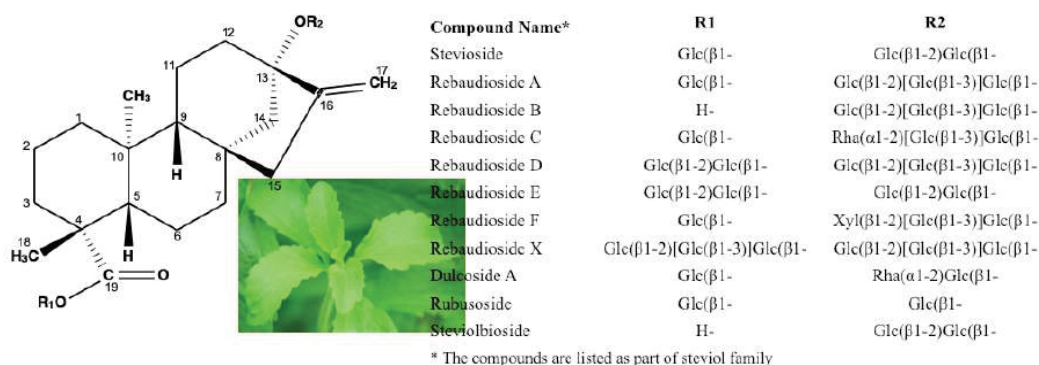 OR2
12
11
13
17
CH3
CH2
16
1
14
9
2
10
8
H
15
3
5
7
4
6
18
H3C
H
C
O
19
R1O
Compound Name* R1 R2
Stevioside Glc(β1- Glc(β1-2)Glc(β1-
Rebaudioside A Glc(β1- Glc(β1-2)[Glc(β1-3)]Glc(β1-
Rebaudioside B H- Glc(β1-2)[Glc(β1-3)]Glc(β1-
Rebaudioside C Glc(β1- Rha(α1-2)[Glc(β1-3)]Glc(β1-
Rebaudioside D Glc(β1-2)Glc(β1- Glc(β1-2)[Glc(β1-3)]Glc(β1-
Rebaudioside E Glc(β1-2)Glc(β1- Glc(β1-2)Glc(β1-
Rebaudioside F Glc(β1- Xyl(β1-2)[Glc(β1-3)]Glc(β1-
Rebaudioside X Glc(β1-2)[Glc(β1-3)]Glc(β1- Glc(β1-2)[Glc(β1-3)]Glc(β1-
Dulcoside A Glc(β1- Rha(α1-2)Glc(β1-
Rubusoside Glc(β1- Glc(β1-
Steviolbioside H- Glc(β1-2)Glc(β1-
* The compounds are listed as part of steviol family